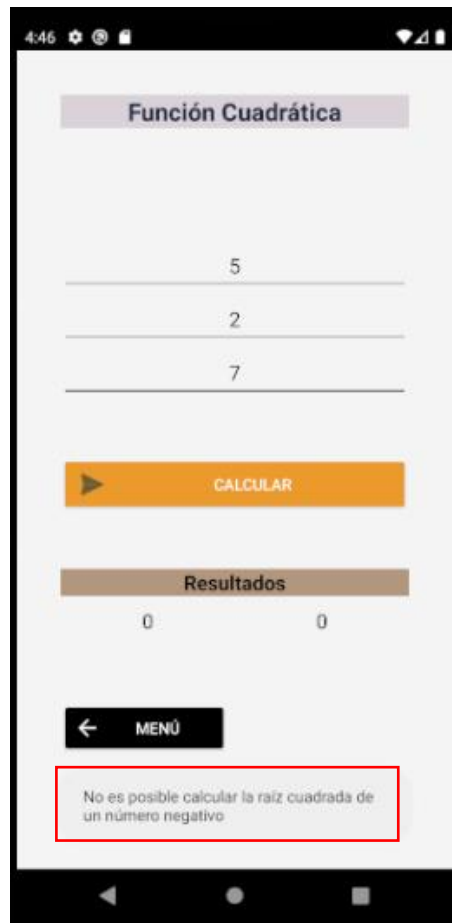 4:46
Función Cuadrática
5
2
7
CALCULAR
Resultados
0 0
MENÚ
No es posible calcular la raíz cuadrada de
un número negativo